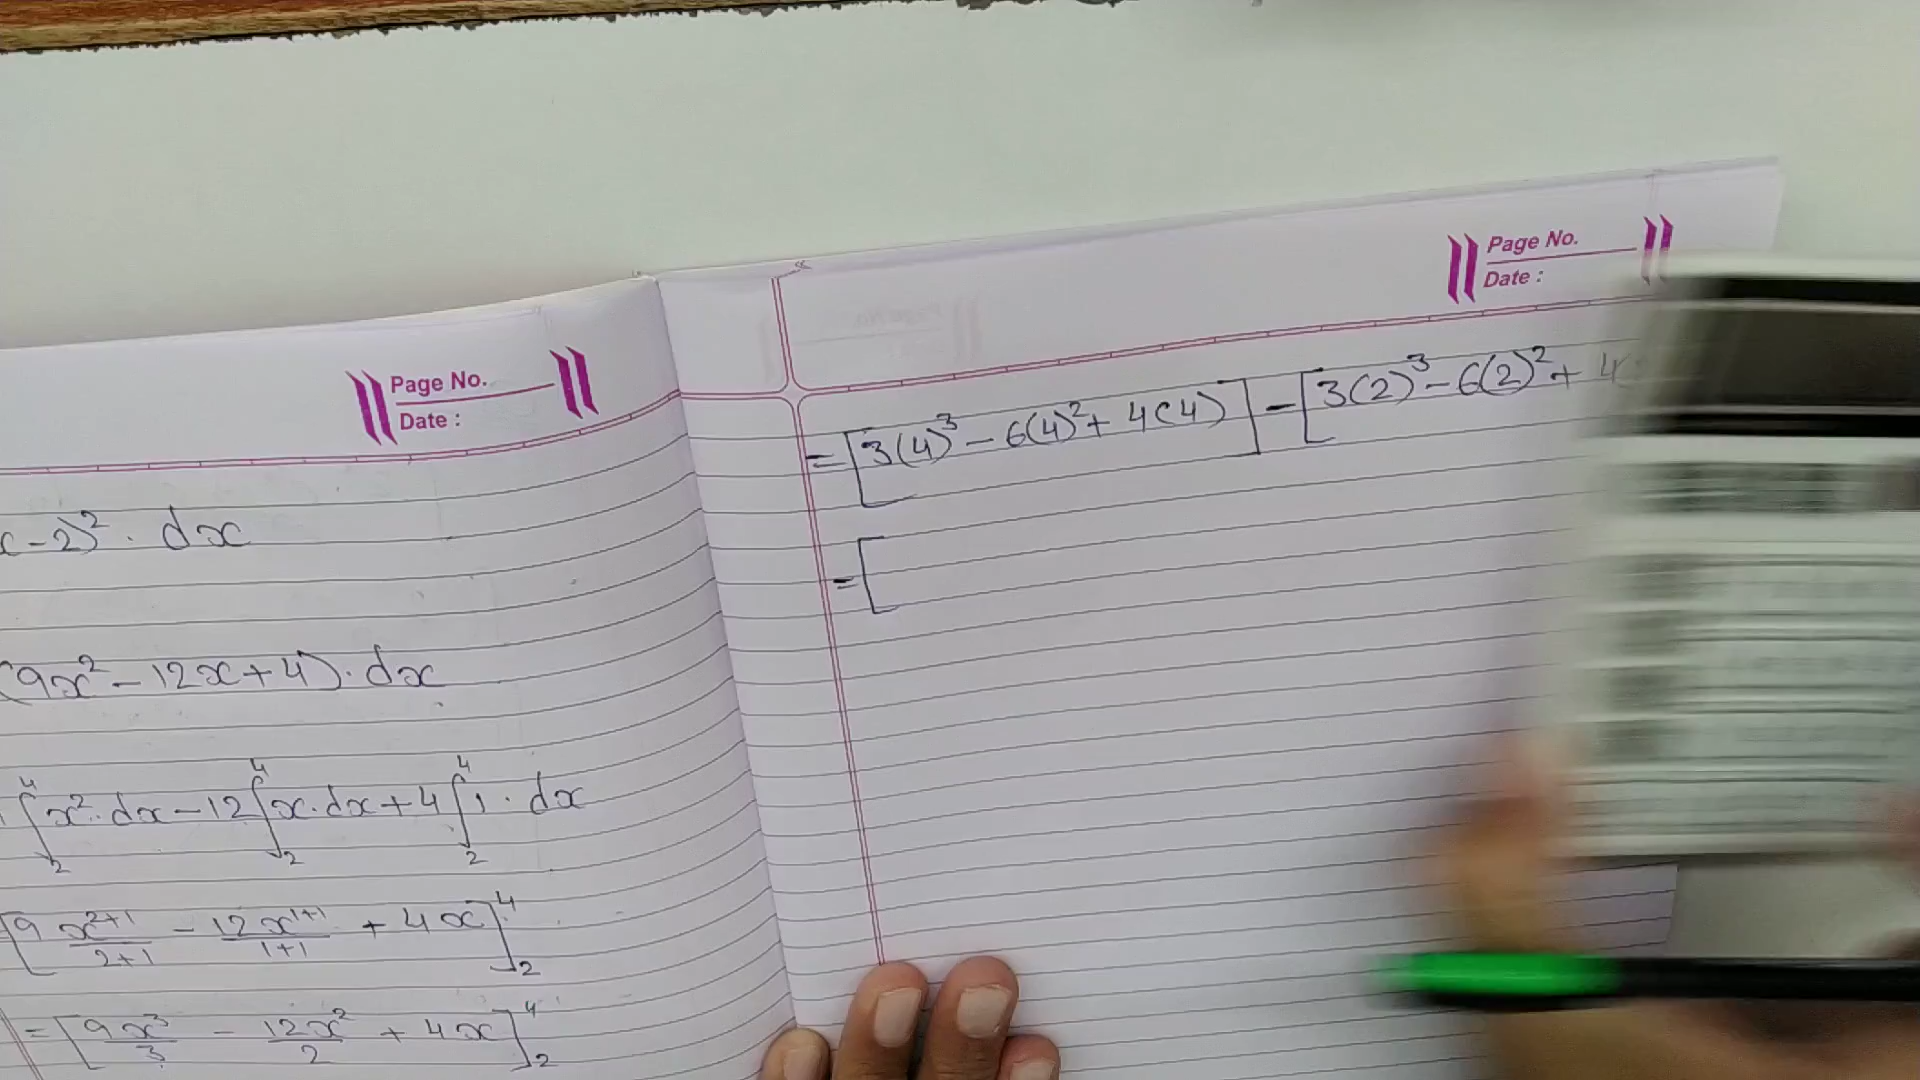 Page No.
Date :
x-2)² . dx
(9x² - 12x + 4) . dx
∫₂⁴ x² . dx - 12 ∫₂⁴ x . dx + 4 ∫₂⁴ 1 . dx
[9 x²⁺¹/2+1 - 12x¹⁺¹/1+1 + 4x]₂⁴
= [9x³/3 - 12x²/2 + 4x]₂⁴
Page No.
Date :
= [3(4)³ - 6(4)² + 4(4)] - [3(2)³ - 6(2)² + 4
= [